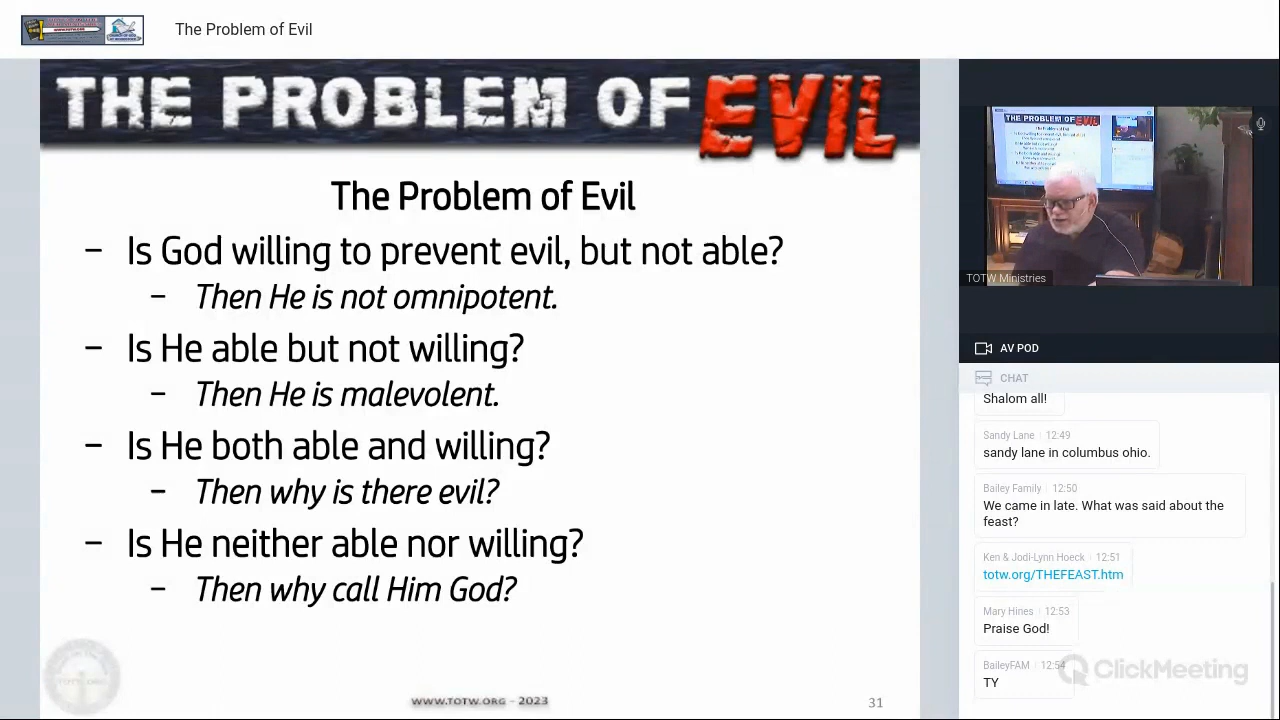 The Problem of Evil
THE PROBLEM OF EVIL
The Problem of Evil
– Is God willing to prevent evil, but not able?
– Then He is not omnipotent.
– Is He able but not willing?
– Then He is malevolent.
– Is He both able and willing?
– Then why is there evil?
– Is He neither able nor willing?
– Then why call Him God?
WWW.TOTW.ORG - 2023
31
THE PROBLEM OF EVIL
TOTW Ministries
AV POD
CHAT
Shalom all!
Sandy Lane 12:49
sandy lane in columbus ohio.
Bailey Family 12:50
We came in late. What was said about the
feast?
Ken & Jodi-Lynn Hoeck 12:51
totw.org/THEFEAST.htm
Mary Hines 12:53
Praise God!
BaileyFAM 12:54
TY
ClickMeeting